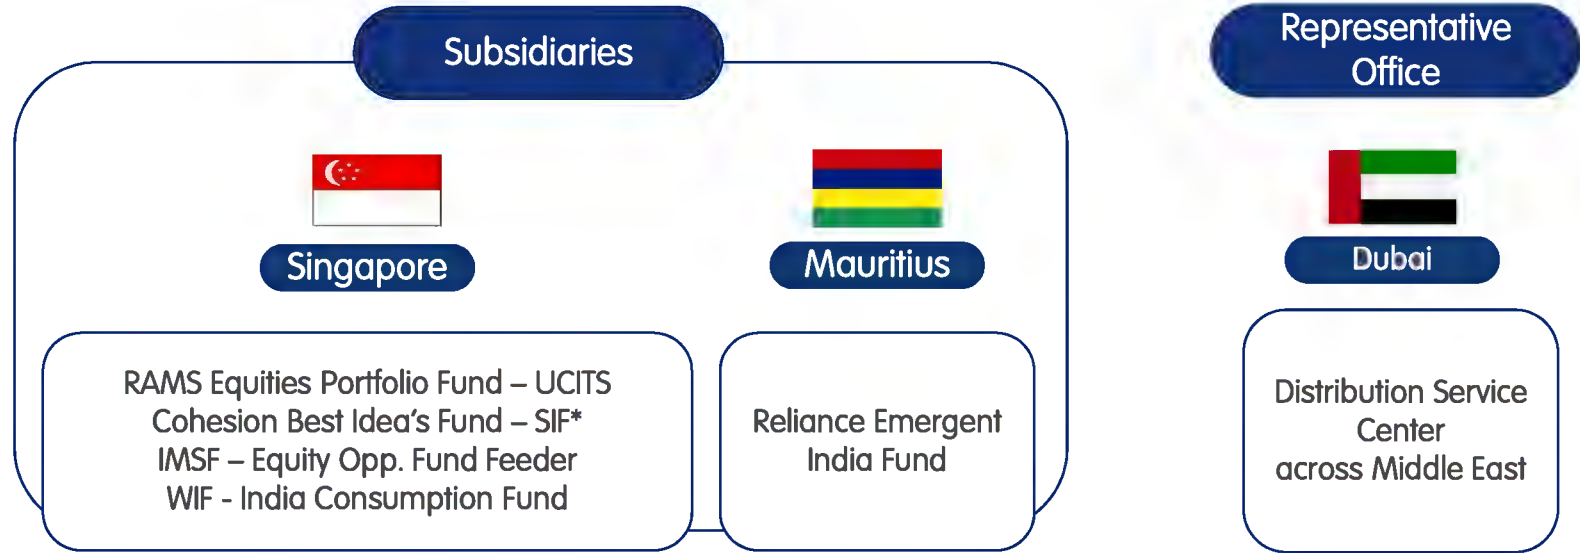 Subsidiaries
Singapore
RAMS Equities Portfolio Fund – UCITS
Cohesion Best Idea's Fund – SIF*
IMSF – Equity Opp. Fund Feeder
WIF - India Consumption Fund
Mauritius
Reliance Emergent
India Fund
Representative
Office
Dubai
Distribution Service
Center
across Middle East